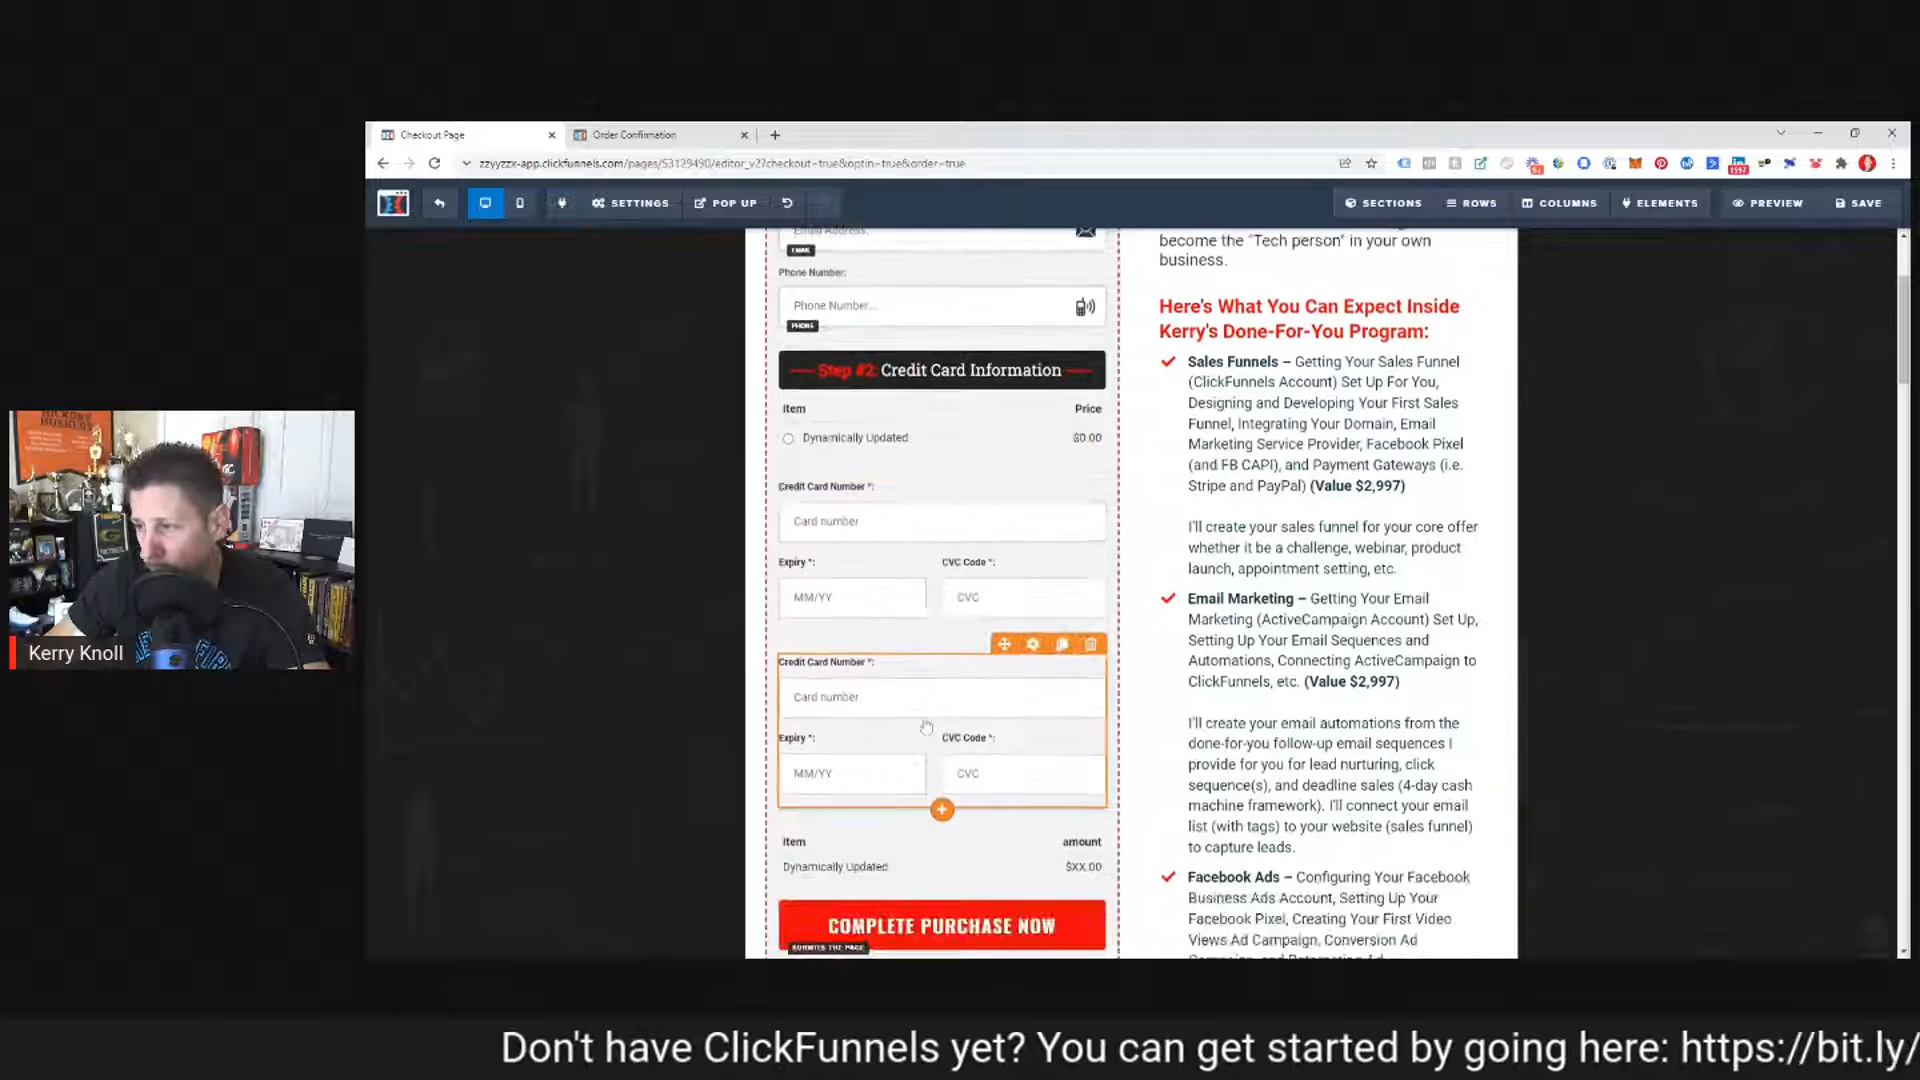 Checkout Page
Order Confirmation
zzyyzzx-app.clickfunnels.com/pages/53129490/editor_v2?checkout=true&optin=true&order=true
SETTINGS
POP UP
SECTIONS
ROWS
COLUMNS
ELEMENTS
PREVIEW
SAVE
Email Address
EMAIL
Phone Number:
Phone Number...
PHONE
Step #2: Credit Card Information
Item Price
Dynamically Updated $0.00
Credit Card Number *:
Card number
Expiry *: CVC Code *:
MM/YY CVC
Credit Card Number *:
Card number
Expiry *: CVC Code *:
MM/YY CVC
Item amount
Dynamically Updated $XX.00
COMPLETE PURCHASE NOW
SUBMITS THE PAGE
become the "Tech person" in your own
business.
Here's What You Can Expect Inside
Kerry's Done-For-You Program:
Sales Funnels – Getting Your Sales Funnel
(ClickFunnels Account) Set Up For You,
Designing and Developing Your First Sales
Funnel, Integrating Your Domain, Email
Marketing Service Provider, Facebook Pixel
(and FB CAPI), and Payment Gateways (i.e.
Stripe and PayPal) (Value $2,997)
I'll create your sales funnel for your core offer
whether it be a challenge, webinar, product
launch, appointment setting, etc.
Email Marketing – Getting Your Email
Marketing (ActiveCampaign Account) Set Up,
Setting Up Your Email Sequences and
Automations, Connecting ActiveCampaign to
ClickFunnels, etc. (Value $2,997)
I'll create your email automations from the
done-for-you follow-up email sequences I
provide for you for lead nurturing, click
sequence(s), and deadline sales (4-day cash
machine framework). I'll connect your email
list (with tags) to your website (sales funnel)
to capture leads.
Facebook Ads – Configuring Your Facebook
Business Ads Account, Setting Up Your
Facebook Pixel, Creating Your First Video
Views Ad Campaign, Conversion Ad
HICKORY
HUSKERS
Kerry Knoll
Don't have ClickFunnels yet? You can get started by going here: https://bit.ly/